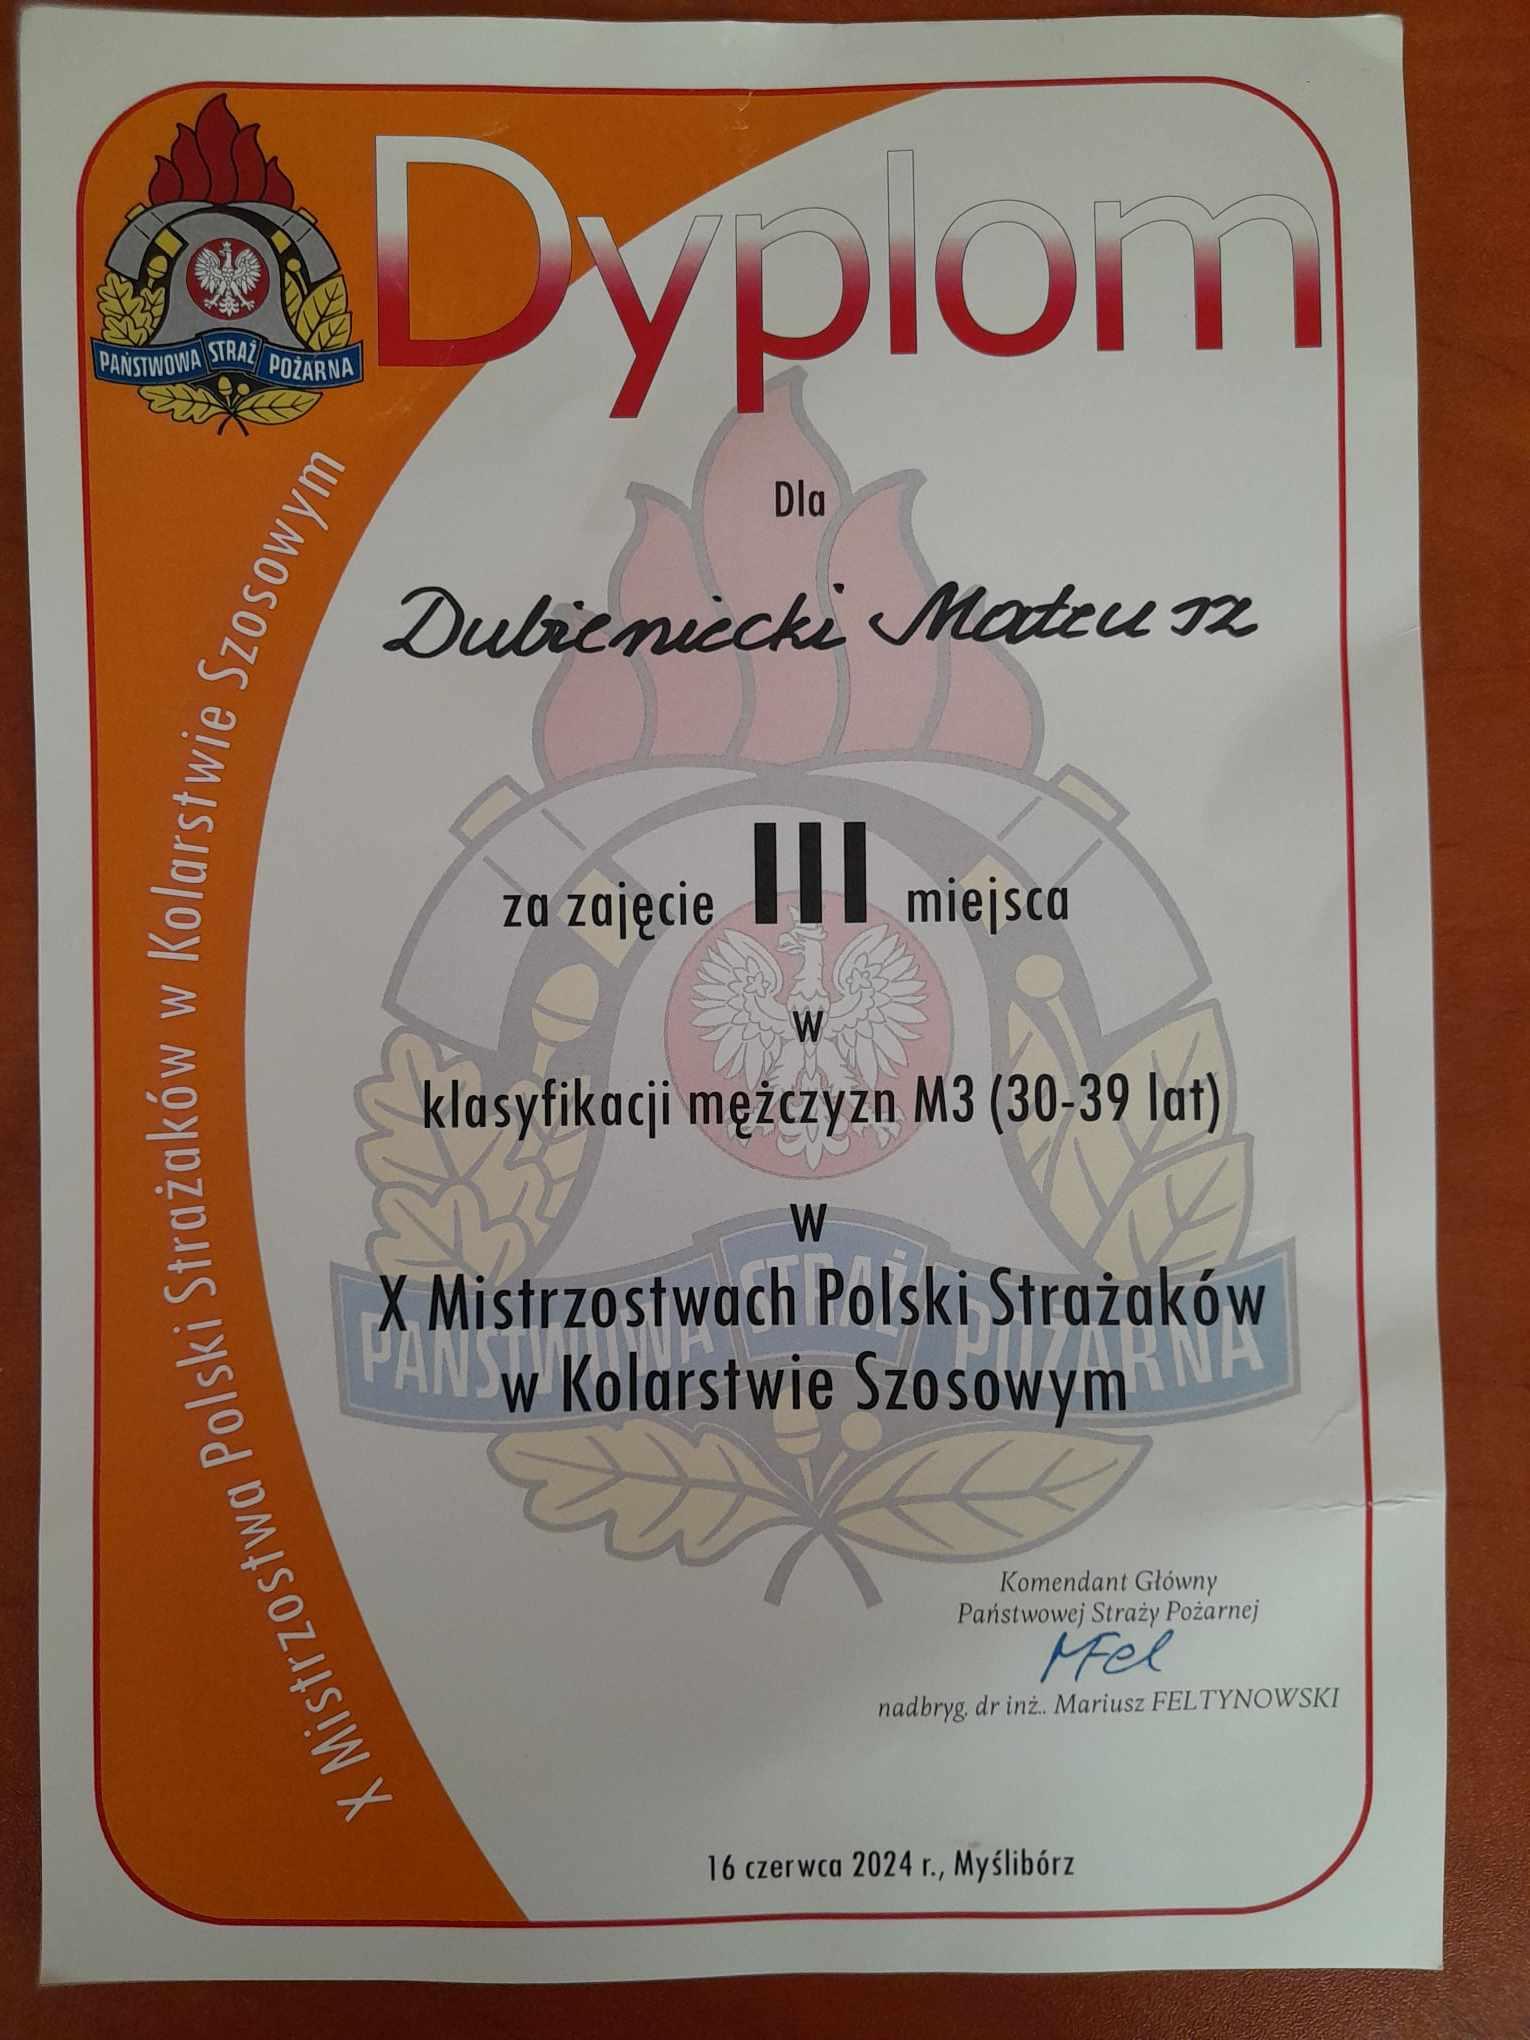 Dyplom
PAŃSTWOWA STRAŻ POŻARNA
X Mistrzostwa Polski Strażaków w Kolarstwie Szosowym
Dla
Dubieniecki Mateusz
za zajęcie III miejsca
w
klasyfikacji mężczyzn M3 (30-39 lat)
w
X Mistrzostwach Polski Strażaków
w Kolarstwie Szosowym
PAŃSTWOWA STRAŻ POŻARNA
Komendant Główny
Państwowej Straży Pożarnej
MFel
nadbryg. dr inż.. Mariusz FELTYNOWSKI
16 czerwca 2024 r., Myślibórz